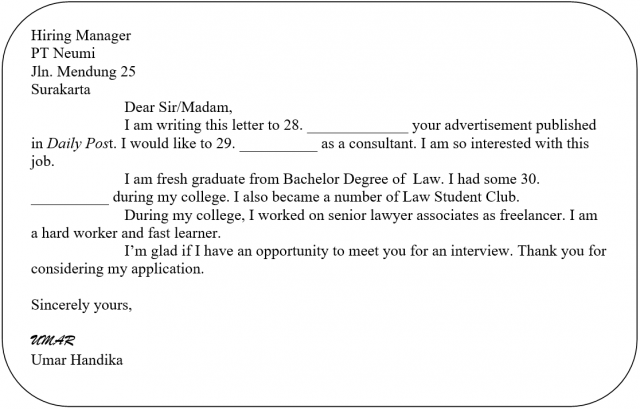 Hiring Manager
PT Neumi
Jln. Mendung 25
Surakarta
Dear Sir/Madam,
I am writing this letter to 28. _____________ your advertisement published
in Daily Post. I would like to 29. __________ as a consultant. I am so interested with this
job.
I am fresh graduate from Bachelor Degree of Law. I had some 30.
__________ during my college. I also became a number of Law Student Club.
During my college, I worked on senior lawyer associates as freelancer. I am
a hard worker and fast learner.
I’m glad if I have an opportunity to meet you for an interview. Thank you for
considering my application.
Sincerely yours,
UMAR
Umar Handika